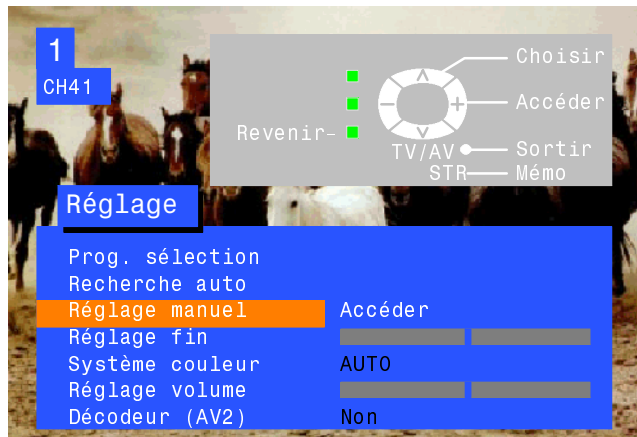 1
CH41
Choisir
Accéder
Revenir
TV/AV Sortir
STR Mémo
Réglage
Prog. sélection
Recherche auto
Réglage manuel Accéder
Réglage fin
Système couleur AUTO
Réglage volume
Décodeur (AV2) Non